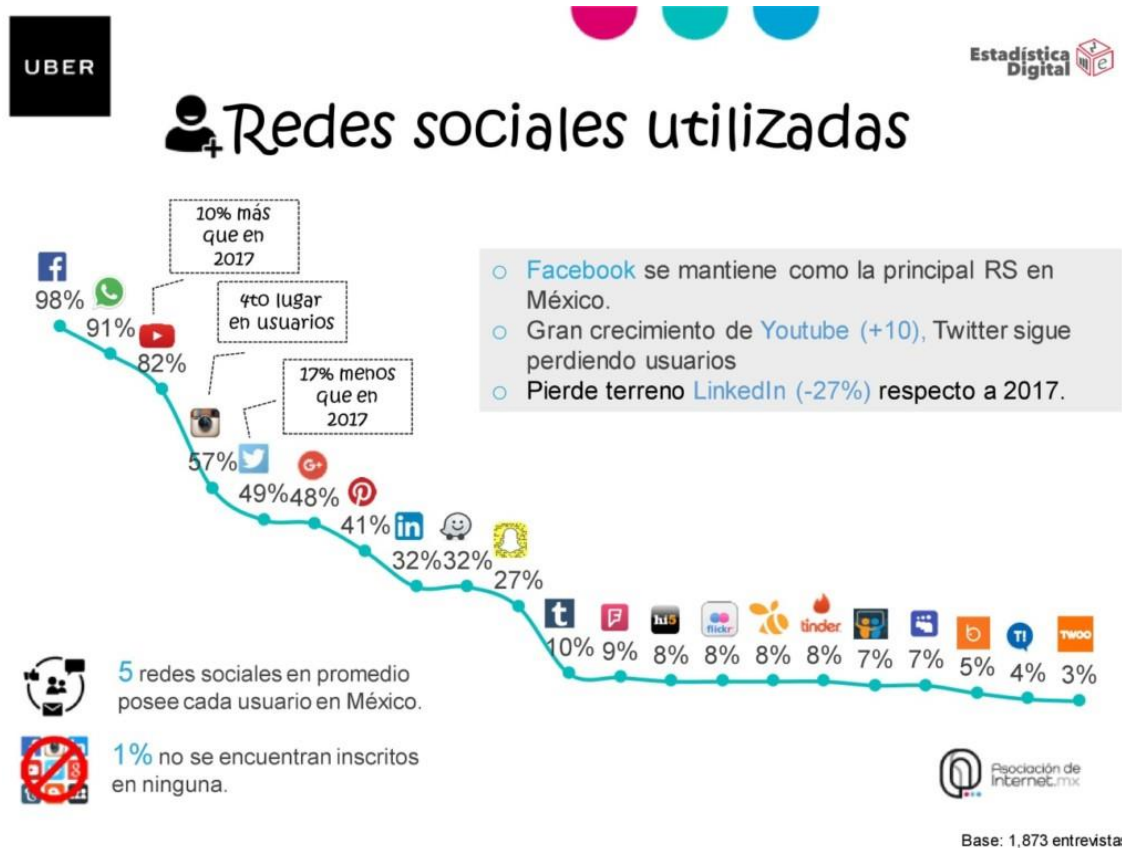 UBER
Estadística
Digital
Redes sociales utilizadas
10% más
que en
2017
4to lugar
en usuarios
17% menos
que en
2017
Facebook se mantiene como la principal RS en
México.
Gran crecimiento de Youtube (+10), Twitter sigue
perdiendo usuarios
Pierde terreno LinkedIn (-27%) respecto a 2017.
98%
91%
82%
57%
49%
G+
48%
41%
in
32%
32%
27%
t
10%
9%
hi5
8%
flickr
8%
8%
tinder
8%
7%
7%
b
5%
T!
4%
TWOO
3%
5 redes sociales en promedio
posee cada usuario en México.
1% no se encuentran inscritos
en ninguna.
Asociación de
Internet.mx
Base: 1,873 entrevistas